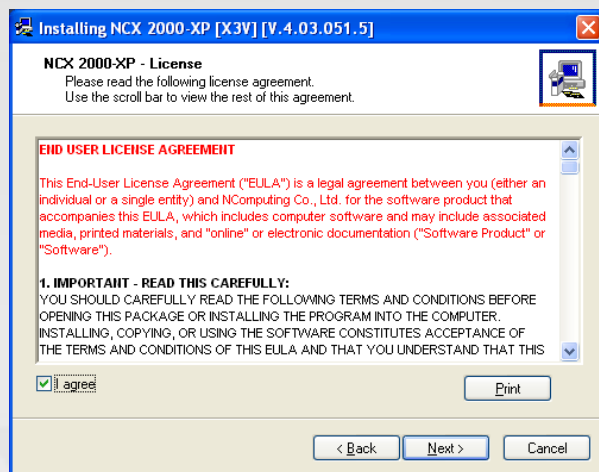 Installing NCX 2000-XP [X3V] [V.4.03.051.5]
NCX 2000-XP - License
Please read the following license agreement.
Use the scroll bar to view the rest of this agreement.
END USER LICENSE AGREEMENT
This End-User License Agreement ("EULA") is a legal agreement between you (either an
individual or a single entity) and NComputing Co., Ltd. for the software product that
accompanies this EULA, which includes computer software and may include associated
media, printed materials, and "online" or electronic documentation ("Software Product" or
"Software").
1. IMPORTANT - READ THIS CAREFULLY:
YOU SHOULD CAREFULLY READ THE FOLLOWING TERMS AND CONDITIONS BEFORE
OPENING THIS PACKAGE OR INSTALLING THE PROGRAM INTO THE COMPUTER.
INSTALLING, COPYING, OR USING THE SOFTWARE CONSTITUTES ACCEPTANCE OF
THE TERMS AND CONDITIONS OF THIS EULA AND THAT YOU UNDERSTAND THAT THIS
I agree
Print
< Back
Next >
Cancel